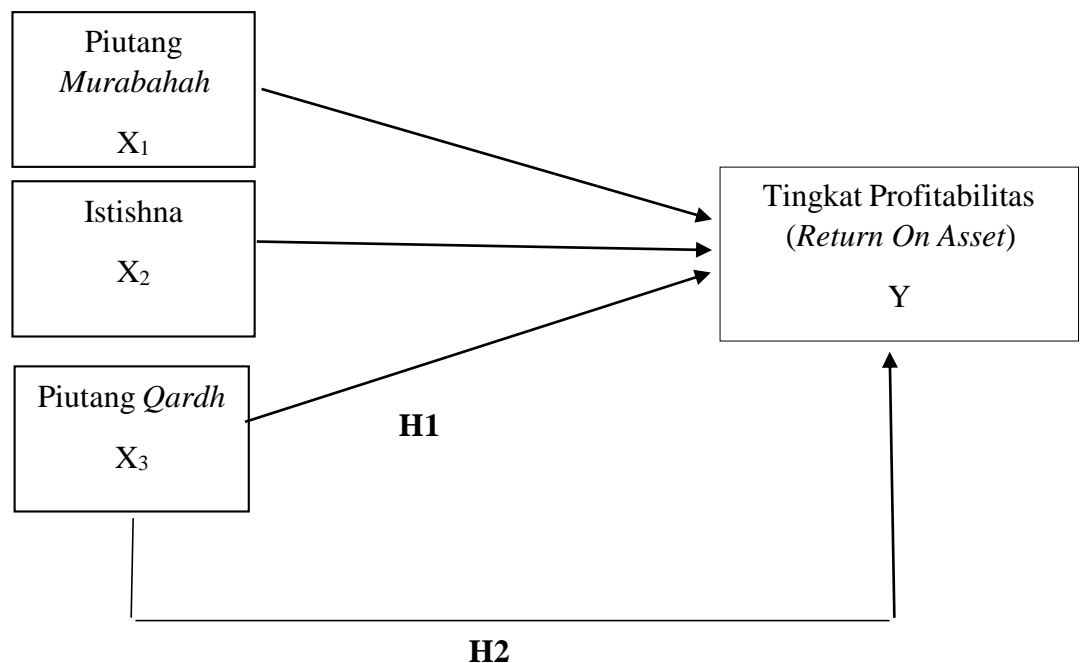 Piutang
Murabahah
X₁
Istishna
X₂
Piutang Qardh
X₃
Tingkat Profitabilitas
(Return On Asset)
Y
H1
H2